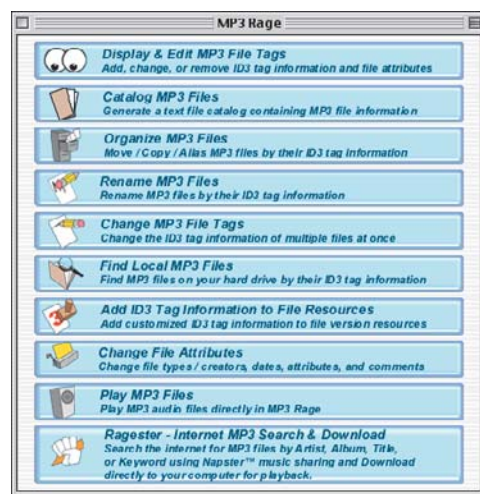 MP3 Rage
Display & Edit MP3 File Tags
Add, change, or remove ID3 tag information and file attributes
Catalog MP3 Files
Generate a text file catalog containing MP3 file information
Organize MP3 Files
Move / Copy / Alias MP3 files by their ID3 tag information
Rename MP3 Files
Rename MP3 files by their ID3 tag information
Change MP3 File Tags
Change the ID3 tag information of multiple files at once
Find Local MP3 Files
Find MP3 files on your hard drive by their ID3 tag information
Add ID3 Tag Information to File Resources
Add customized ID3 tag information to file version resources
Change File Attributes
Change file types / creators, dates, attributes, and comments
Play MP3 Files
Play MP3 audio files directly in MP3 Rage
Ragester - Internet MP3 Search & Download
Search the internet for MP3 files by Artist, Album, Title,
or Keyword using Napster™ music sharing and Download
directly to your computer for playback.